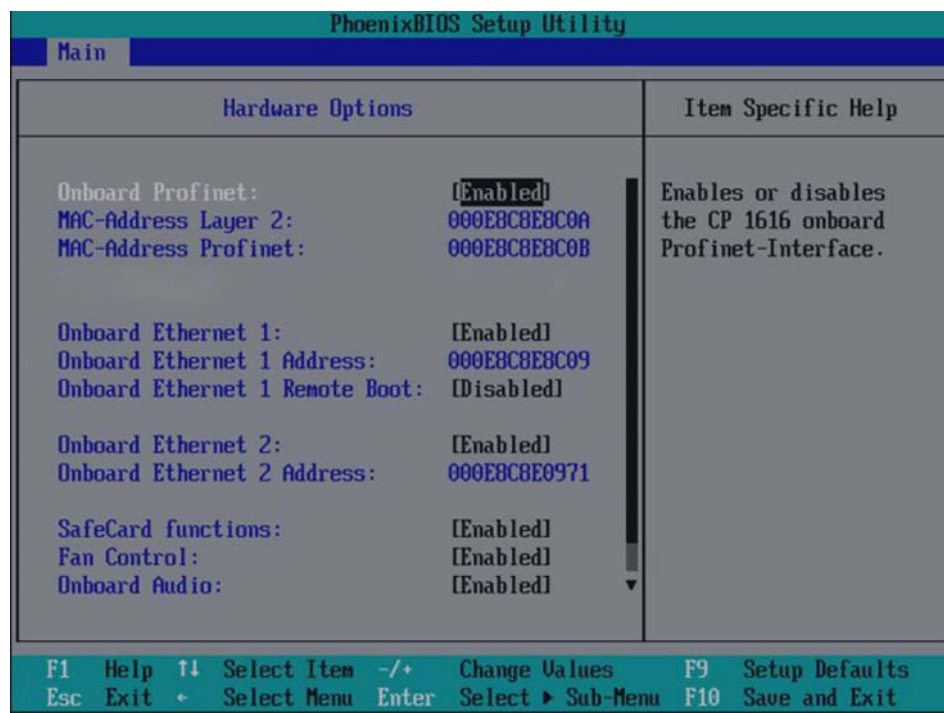 PhoenixBIOS Setup Utility
Main
Hardware Options
Item Specific Help
Onboard Profinet: [Enabled]
MAC-Address Layer 2: 000E8C8E8C0A
MAC-Address Profinet: 000E8C8E8C0B
Onboard Ethernet 1: [Enabled]
Onboard Ethernet 1 Address: 000E8C8E8C09
Onboard Ethernet 1 Remote Boot: [Disabled]
Onboard Ethernet 2: [Enabled]
Onboard Ethernet 2 Address: 000E8C8E0971
SafeCard functions: [Enabled]
Fan Control: [Enabled]
Onboard Audio: [Enabled]
Enables or disables
the CP 1616 onboard
Profinet-Interface.
F1 Help ↑↓ Select Item -/+ Change Values F9 Setup Defaults
Esc Exit ← Select Menu Enter Select ▶ Sub-Menu F10 Save and Exit